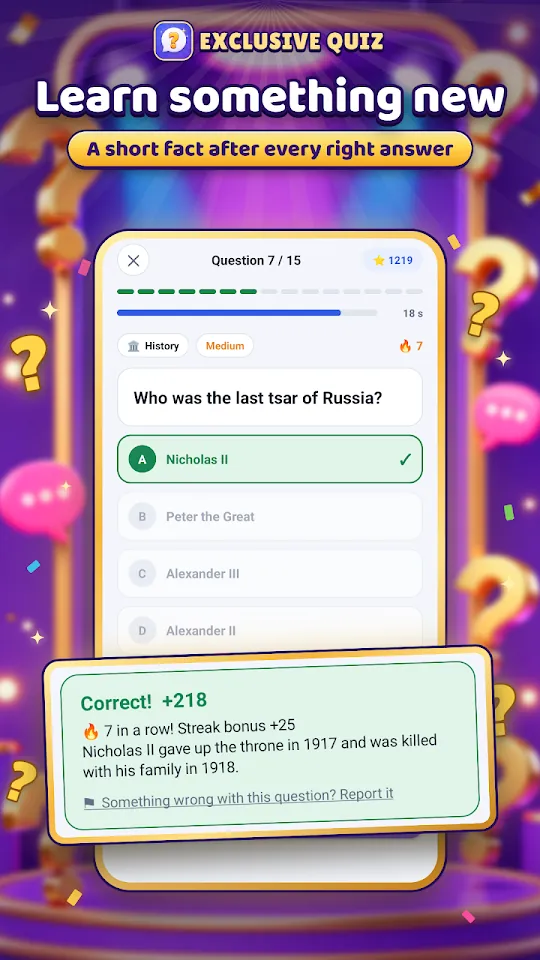 EXCLUSIVE QUIZ
Learn something new
A short fact after every right answer
Question 7 / 15
1219
18 s
History
Medium
7
Who was the last tsar of Russia?
A
Nicholas II
B
Peter the Great
C
Alexander III
D
Alexander II
Correct! +218
7 in a row! Streak bonus +25
Nicholas II gave up the throne in 1917 and was killed
with his family in 1918.
Something wrong with this question? Report it